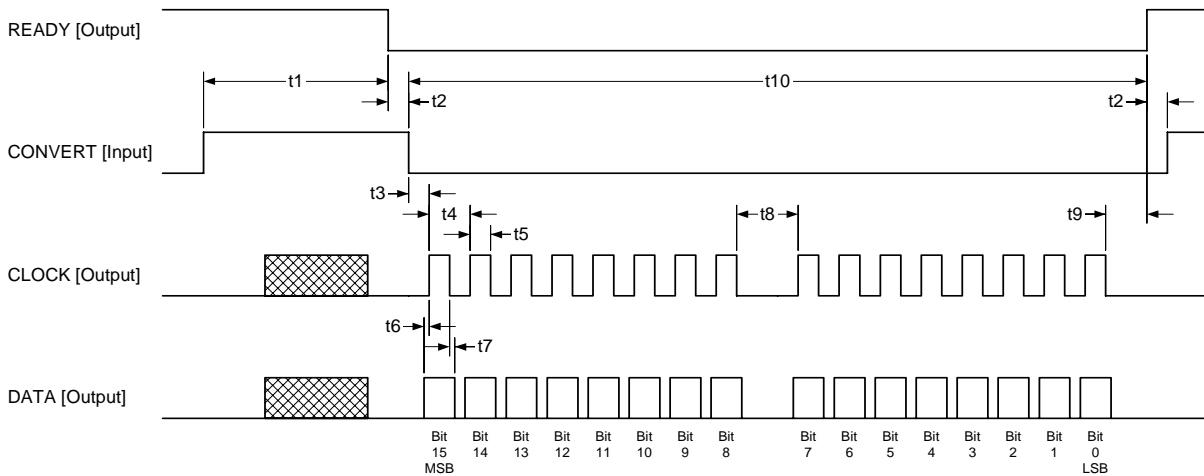 READY [Output]
t1
t10
t2
t2
CONVERT [Input]
t3
t4
t8
t9
t5
CLOCK [Output]
t6
t7
DATA [Output]
Bit 15 MSB
Bit 14
Bit 13
Bit 12
Bit 11
Bit 10
Bit 9
Bit 8
Bit 7
Bit 6
Bit 5
Bit 4
Bit 3
Bit 2
Bit 1
Bit 0 LSB